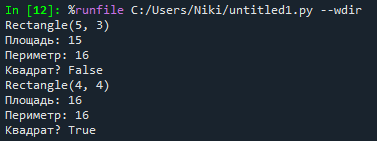 In [12]: %runfile C:/Users/Niki/untitled1.py --wdir
Rectangle(5, 3)
Площадь: 15
Периметр: 16
Квадрат? False
Rectangle(4, 4)
Площадь: 16
Периметр: 16
Квадрат? True